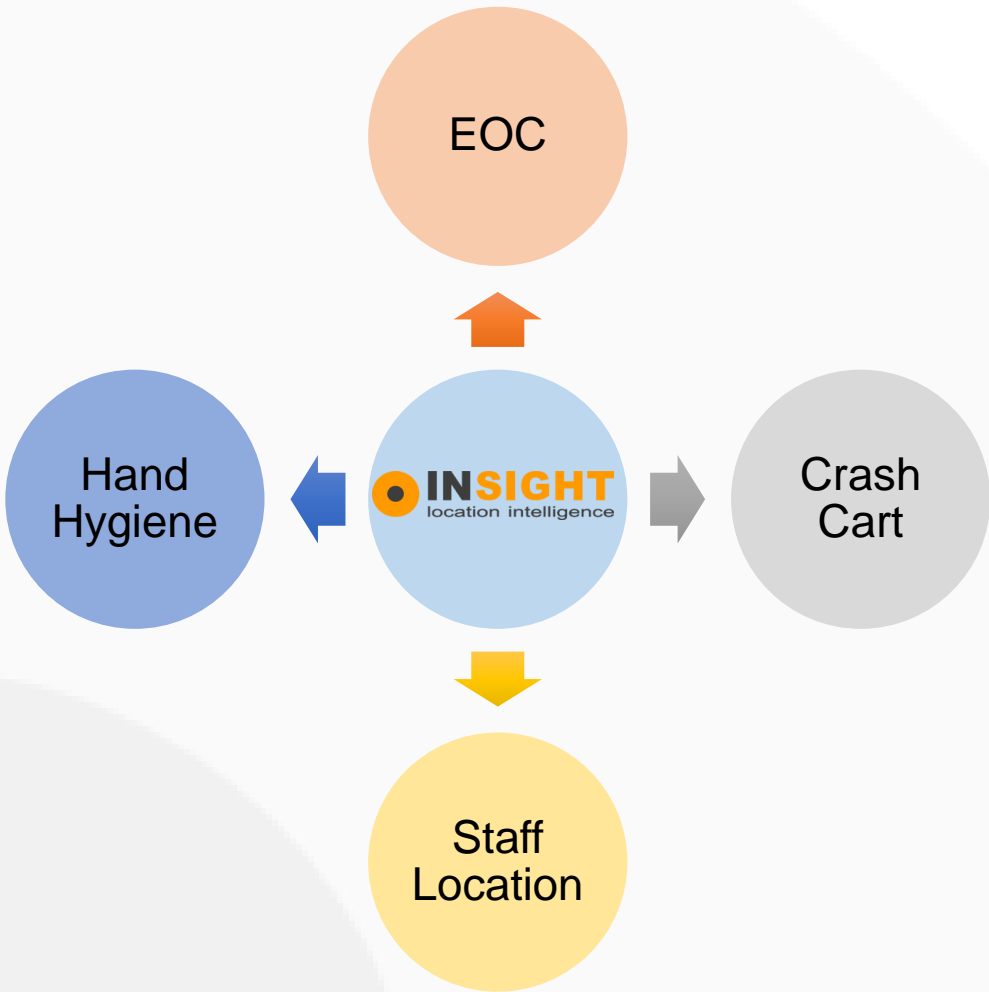 EOC
Hand
Hygiene
INSIGHT
location intelligence
Crash
Cart
Staff
Location